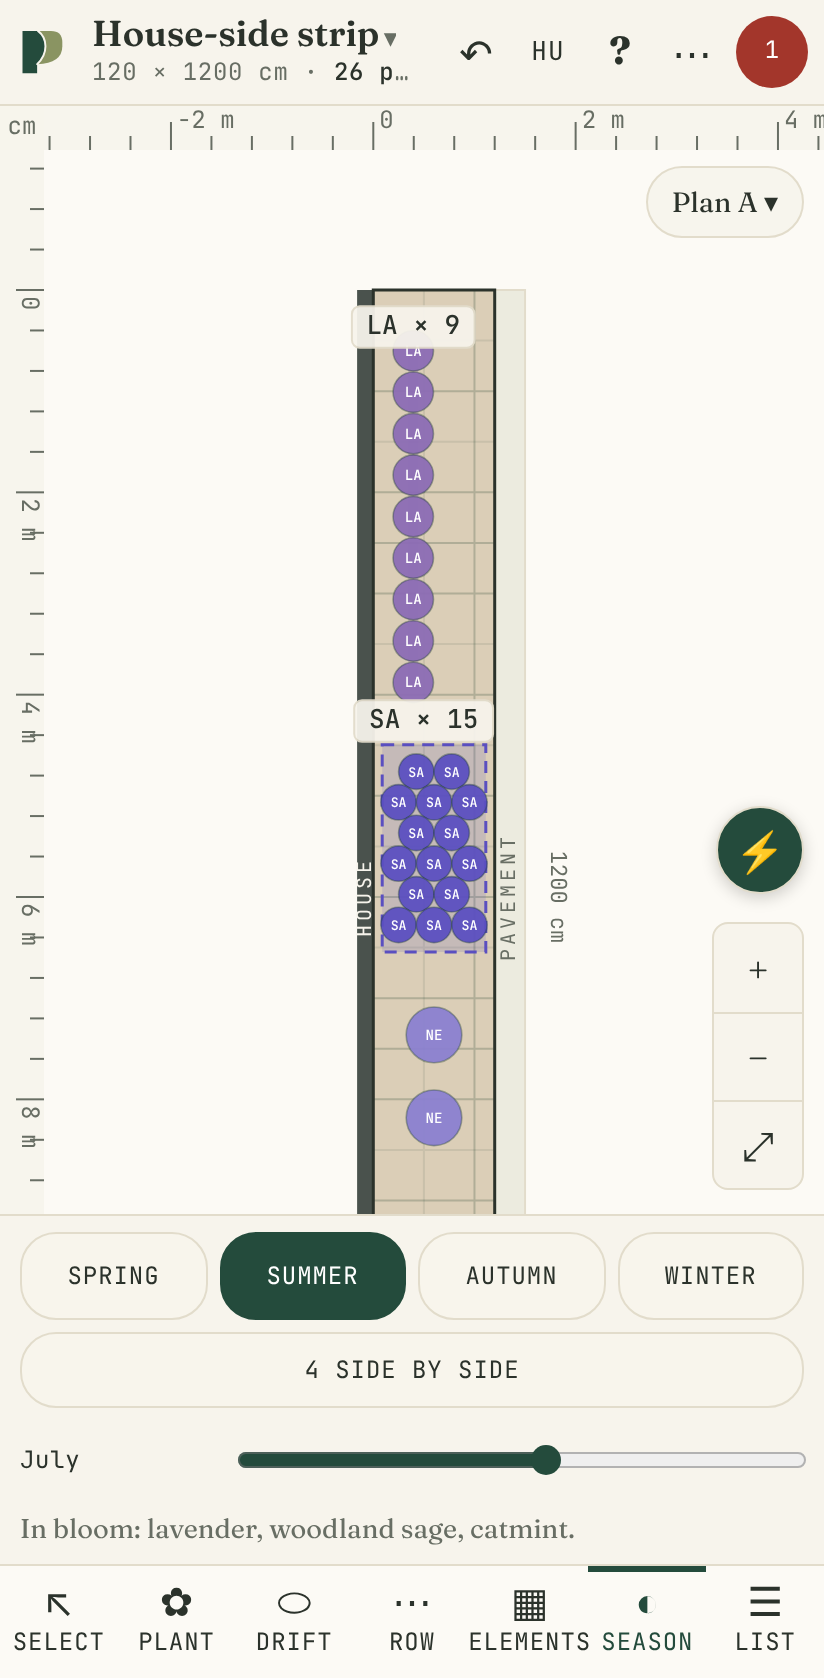 House-side strip ▾
120 × 1200 cm · 26 p…
HU
?
…
1
cm
-2 m
0
2 m
4 m
Plan A ▾
0
2 m
4 m
6 m
8 m
LA × 9
LA
LA
LA
LA
LA
LA
LA
LA
LA
SA × 15
SA SA
SA SA SA
SA SA
SA SA SA
SA SA
SA SA SA
HOUSE
PAVEMENT
1200 cm
NE
NE
+
−
SPRING
SUMMER
AUTUMN
WINTER
4 SIDE BY SIDE
July
In bloom: lavender, woodland sage, catmint.
SELECT
PLANT
DRIFT
ROW
ELEMENTS
SEASON
LIST